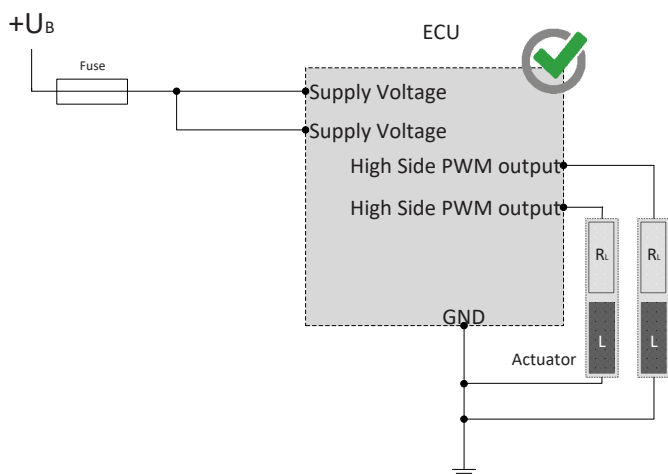 +UB
ECU
Fuse
Supply Voltage
Supply Voltage
High Side PWM output
High Side PWM output
RL
RL
GND
L
L
Actuator